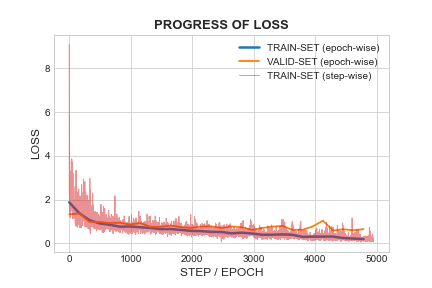 PROGRESS OF LOSS
TRAIN-SET (epoch-wise)
VALID-SET (epoch-wise)
TRAIN-SET (step-wise)
8
6
4
2
0
LOSS
0 1000 2000 3000 4000 5000
STEP / EPOCH